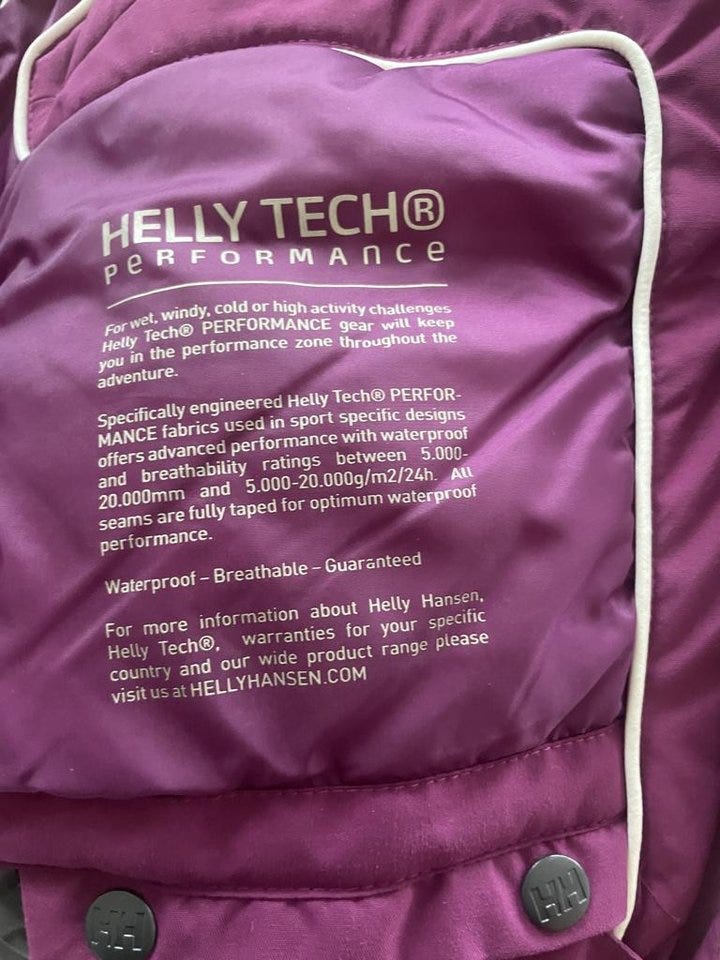 HELLY TECH®
PeRFORMAnce
For wet, windy, cold or high activity challenges
Helly Tech® PERFORMANCE gear will keep
you in the performance zone throughout the
adventure.
Specifically engineered Helly Tech® PERFOR-
MANCE fabrics used in sport specific designs
offers advanced performance with waterproof
and breathability ratings between 5.000-
20.000mm and 5.000-20.000g/m2/24h. All
seams are fully taped for optimum waterproof
performance.
Waterproof – Breathable – Guaranteed
For more information about Helly Hansen,
Helly Tech®, warranties for your specific
country and our wide product range please
visit us at HELLYHANSEN.COM
HH HH